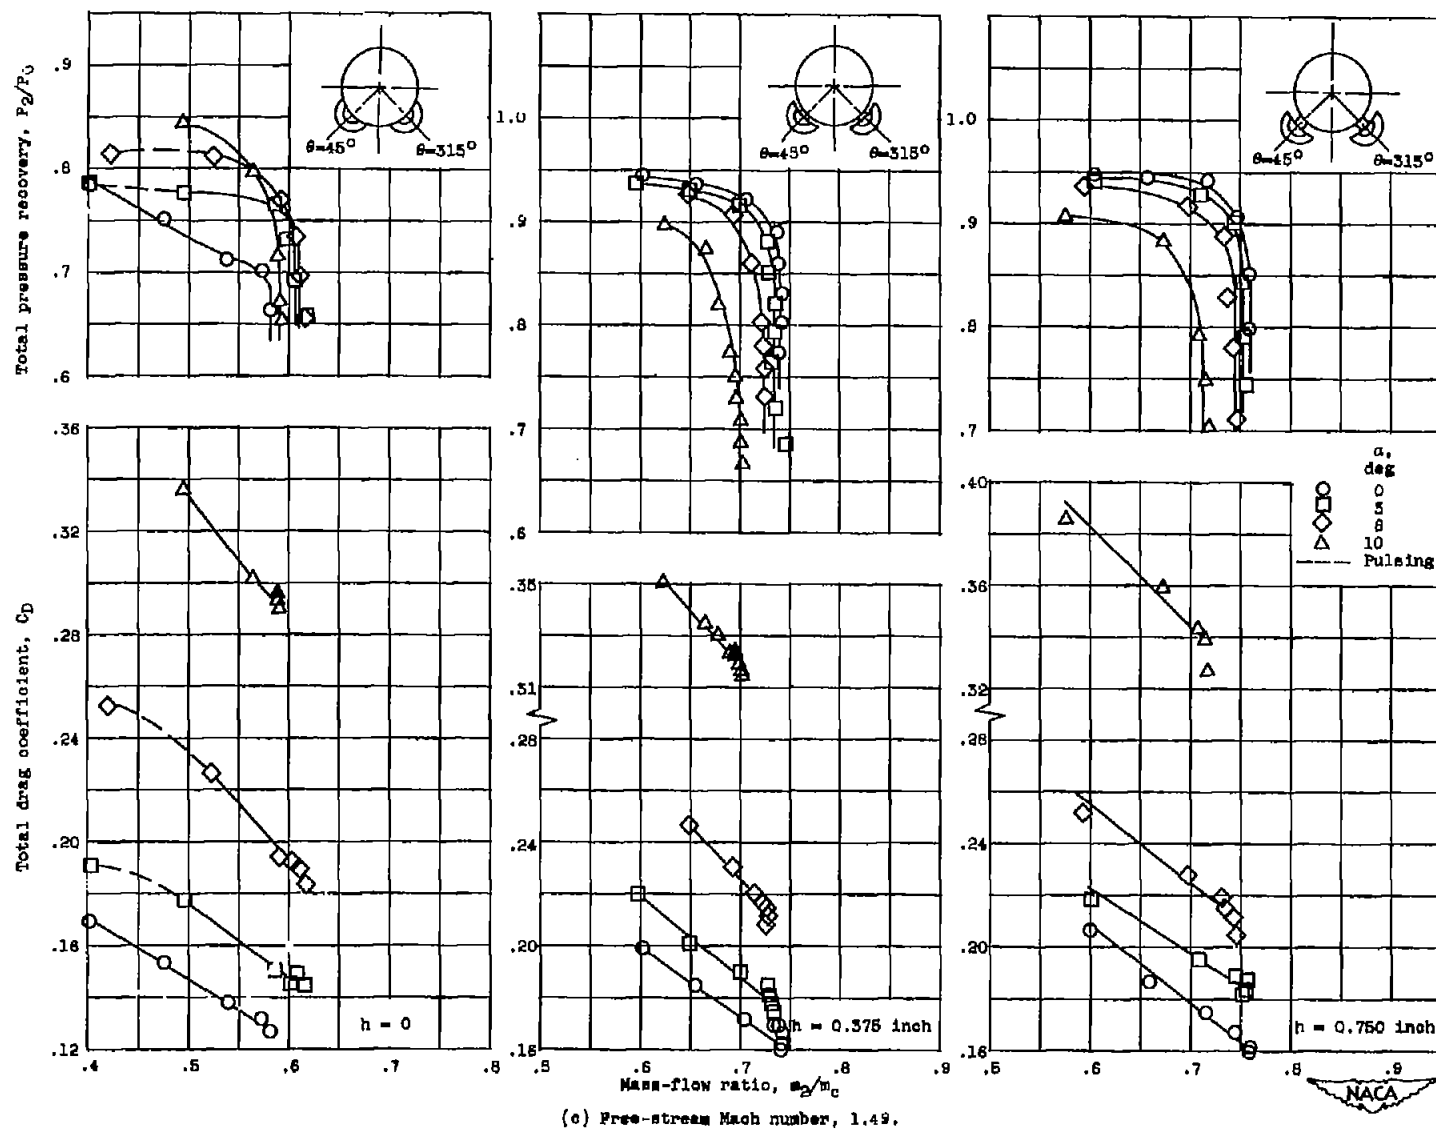 Total pressure recovery, P2/P0
.9
.8
.7
.6
θ=45°
θ=315°
1.0
.9
.8
.7
.6
θ=45°
θ=315°
1.0
.9
.8
.7
θ=45°
θ=315°
α, deg
0
3
6
10
Pulsing
Total drag coefficient, CD
.36
.32
.28
.24
.20
.16
.12
h = 0
.35
.31
.28
.24
.20
.16
h = 0.375 inch
.40
.36
.32
.28
.24
.20
.16
h = 0.750 inch
.4 .5 .6 .7 .8
.6 .7 .8 .9
.6 .7 .8 .9
Mass-flow ratio, m2/mc
(c) Free-stream Mach number, 1.49.
NACA